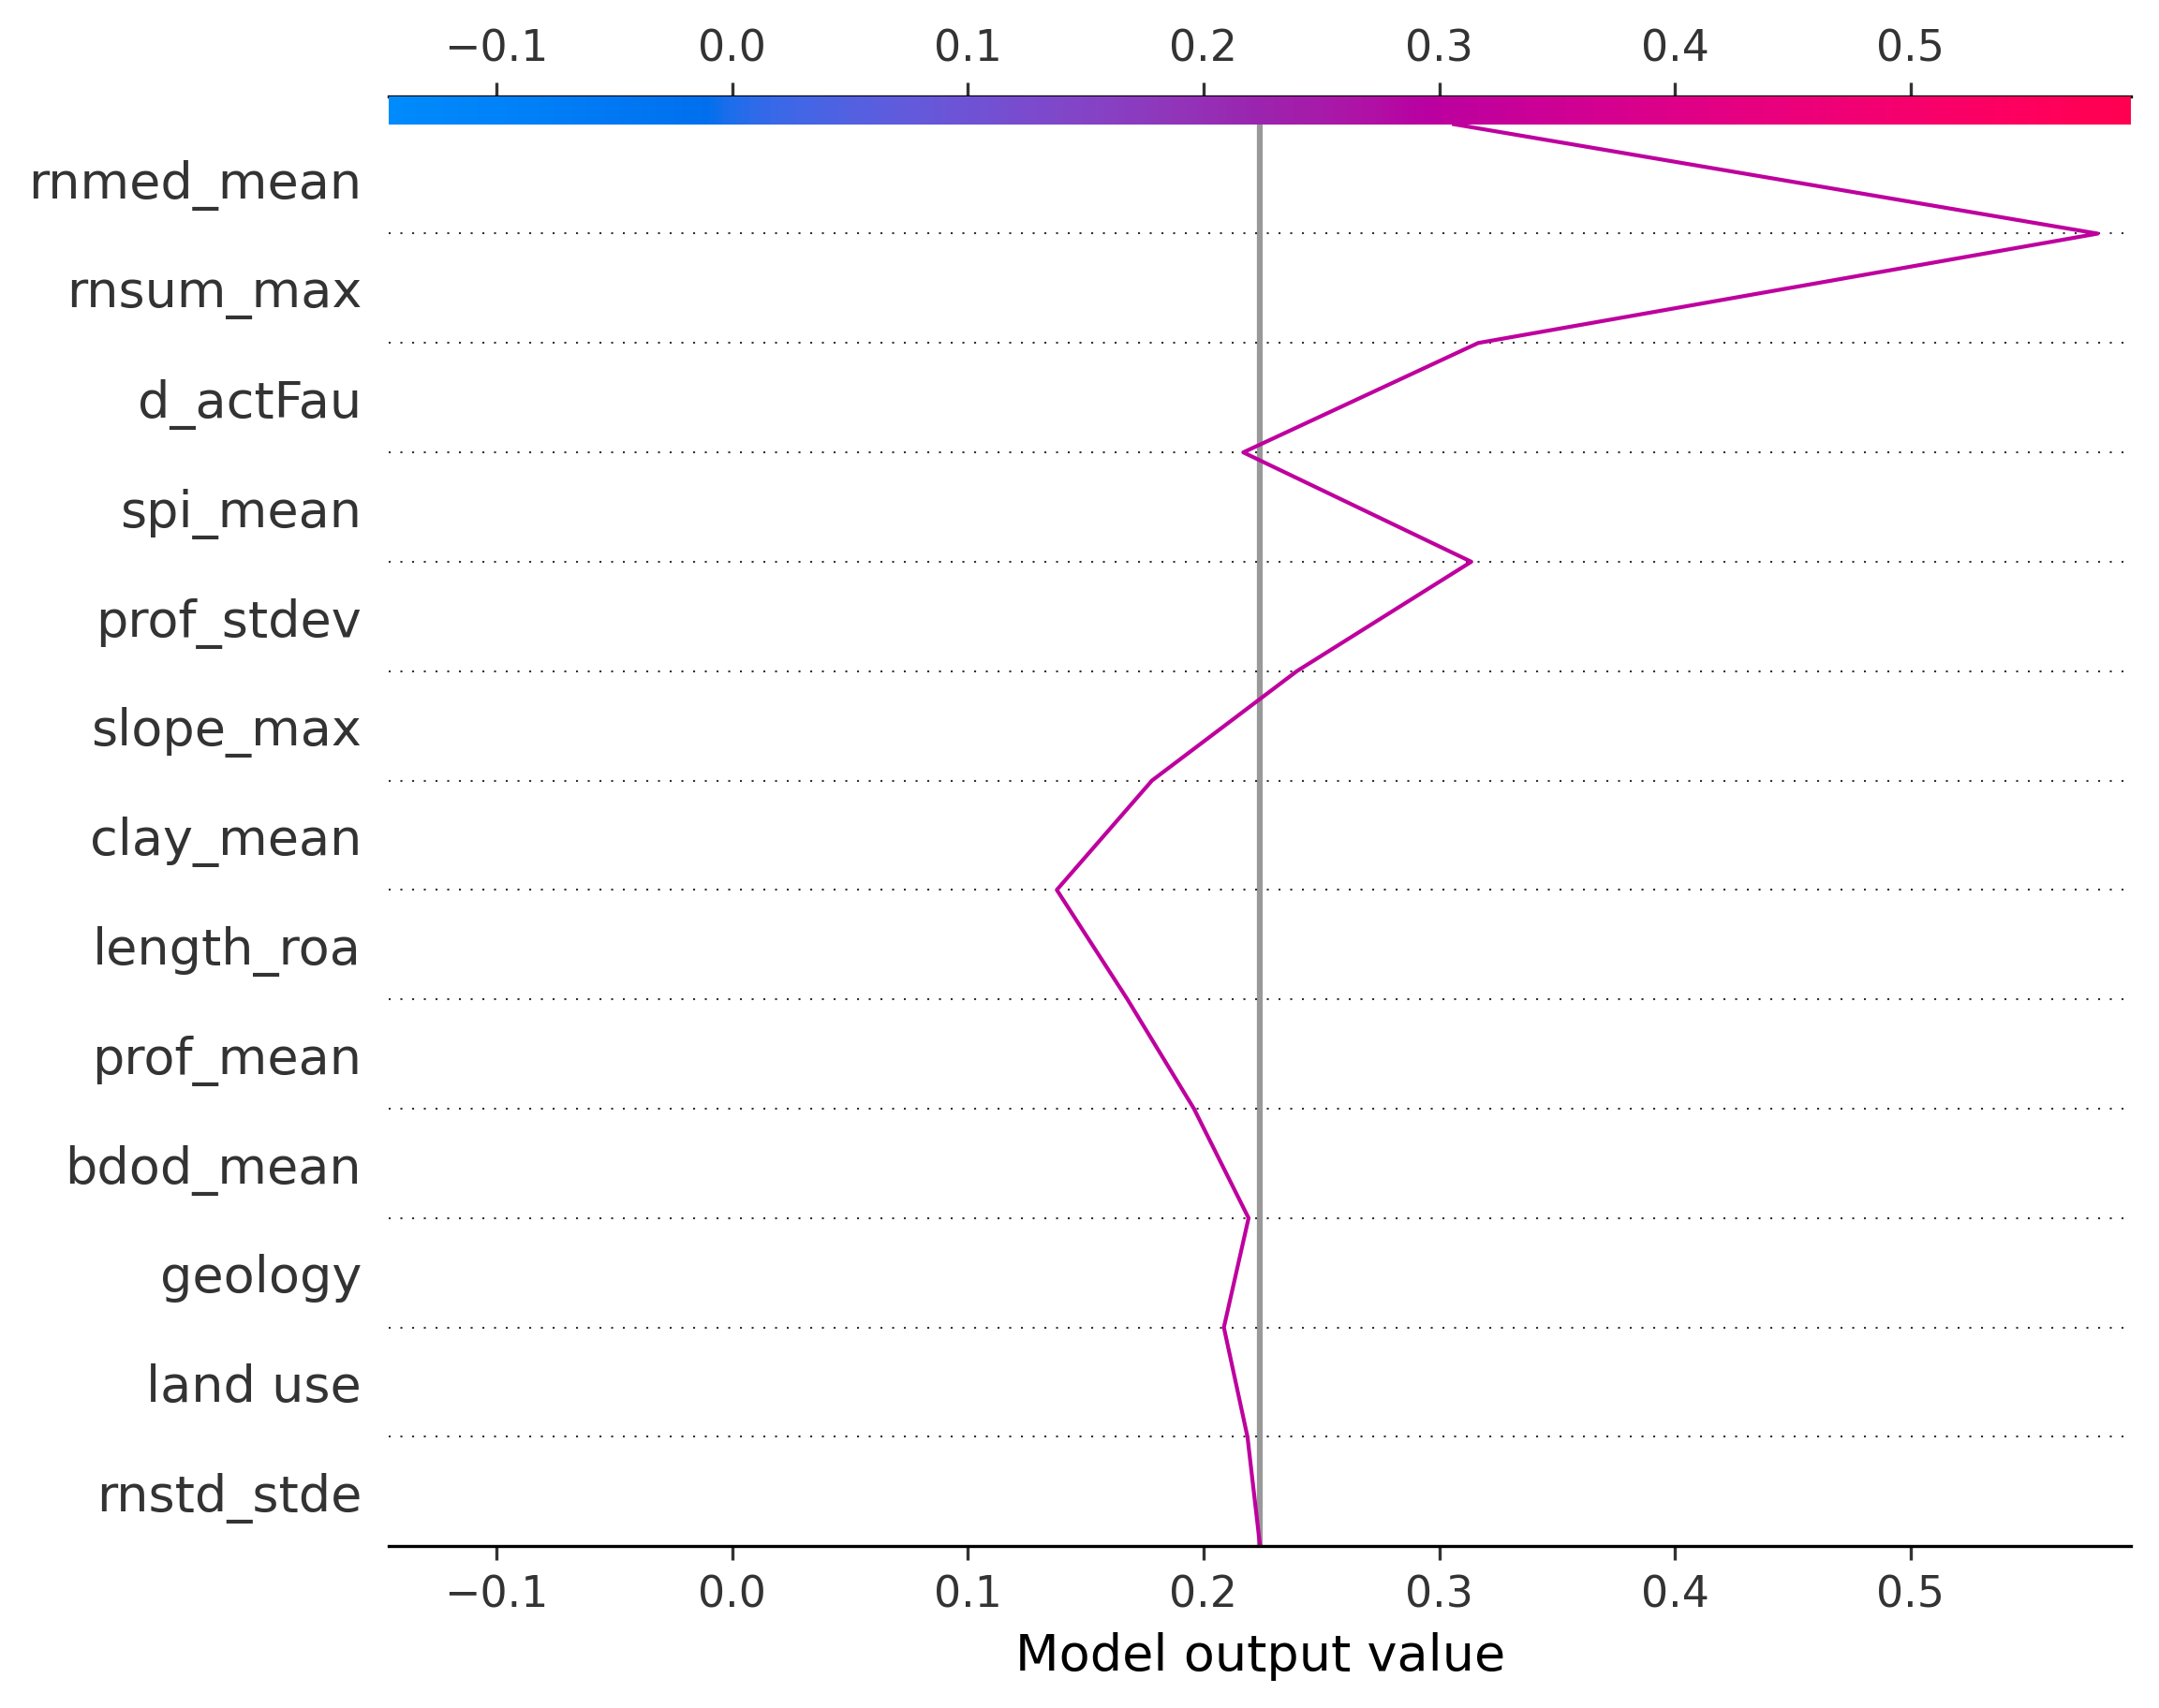 −0.1 0.0 0.1 0.2 0.3 0.4 0.5
rnmed_mean
rnsum_max
d_actFau
spi_mean
prof_stdev
slope_max
clay_mean
length_roa
prof_mean
bdod_mean
geology
land use
rnstd_stde
−0.1 0.0 0.1 0.2 0.3 0.4 0.5
Model output value